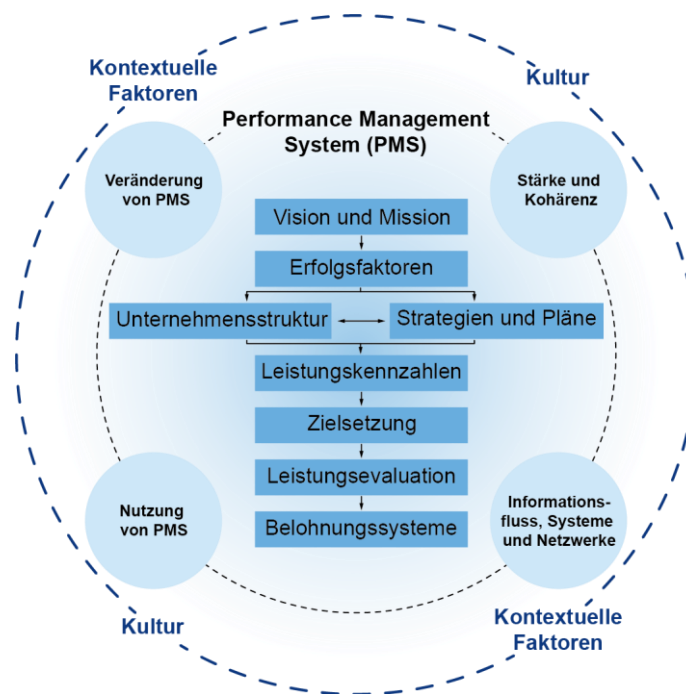 Kontextuelle
Faktoren
Kultur
Performance Management
System (PMS)
Veränderung
von PMS
Stärke und
Kohärenz
Vision und Mission
Erfolgsfaktoren
Unternehmensstruktur
Strategien und Pläne
Leistungskennzahlen
Zielsetzung
Leistungsevaluation
Belohnungssysteme
Nutzung
von PMS
Informations-
fluss, Systeme
und Netzwerke
Kultur
Kontextuelle
Faktoren